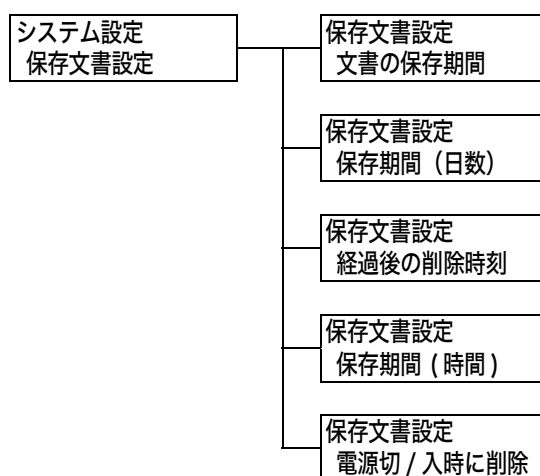 システム設定
保存文書設定
保存文書設定
文書の保存期間
保存文書設定
保存期間（日数）
保存文書設定
経過後の削除時刻
保存文書設定
保存期間 ( 時間 )
保存文書設定
電源切 / 入時に削除